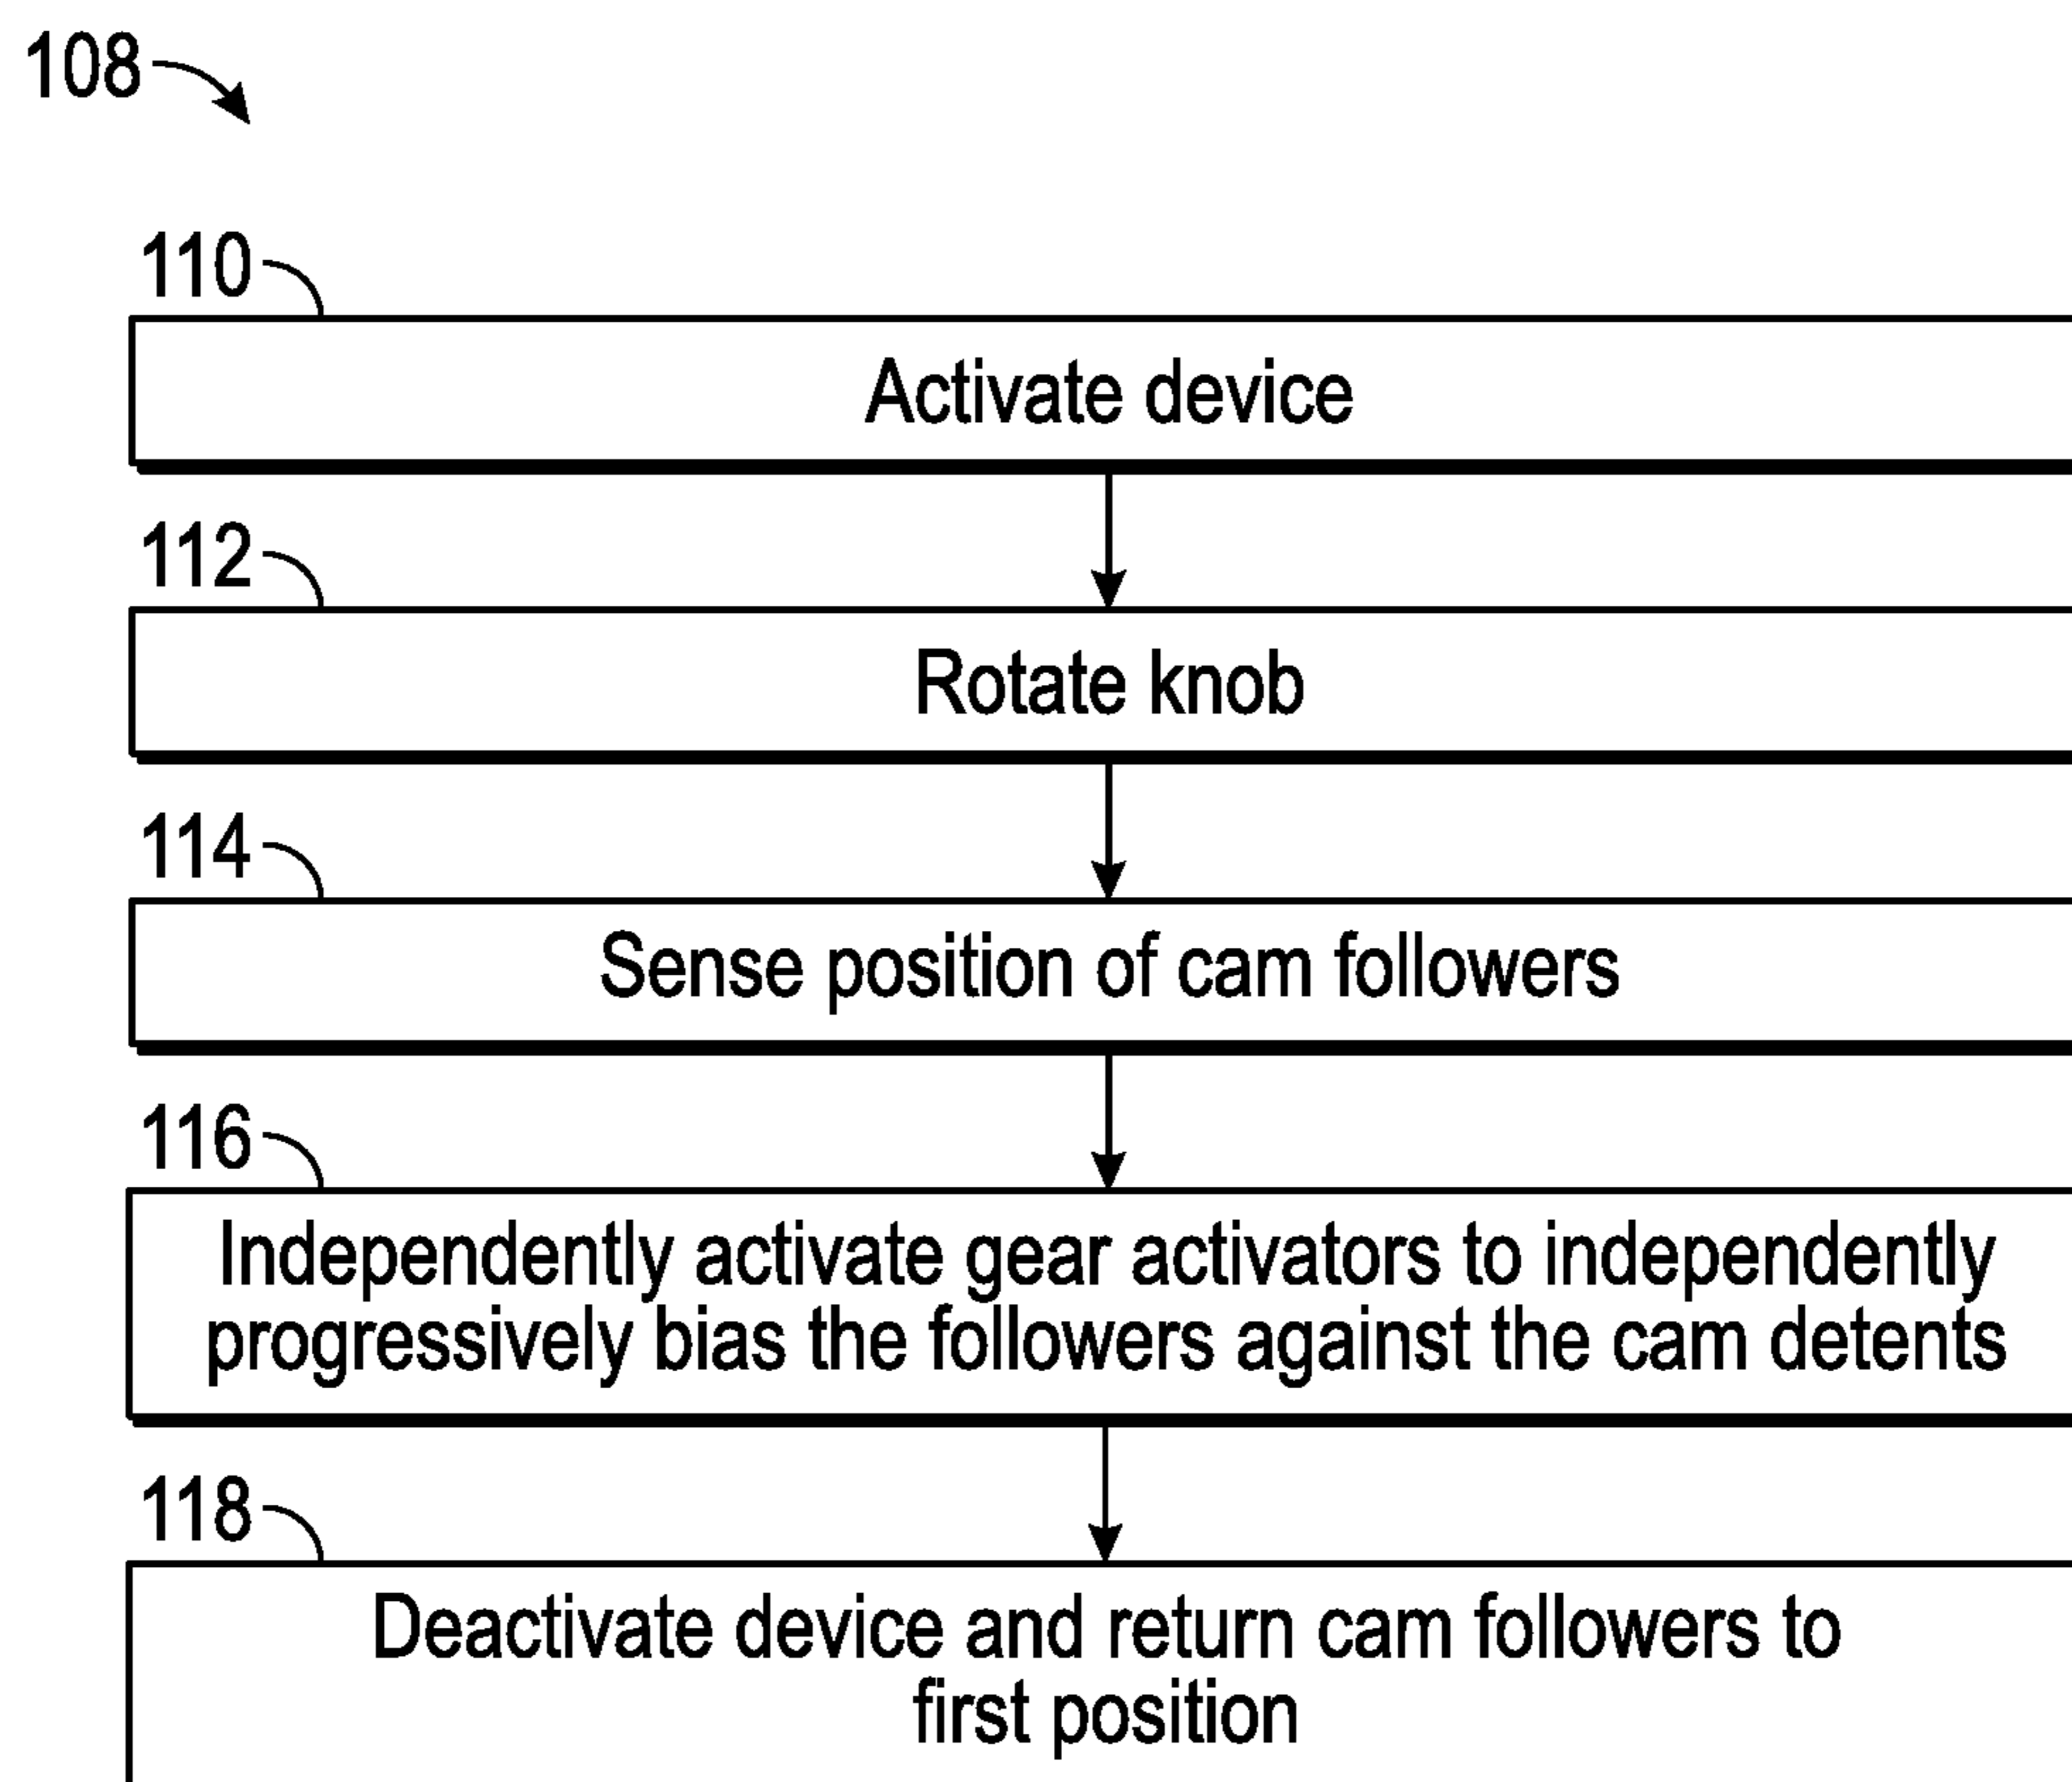 108
110
Activate device
112
Rotate knob
114
Sense position of cam followers
116
Independently activate gear activators to independently
progressively bias the followers against the cam detents
118
Deactivate device and return cam followers to
first position